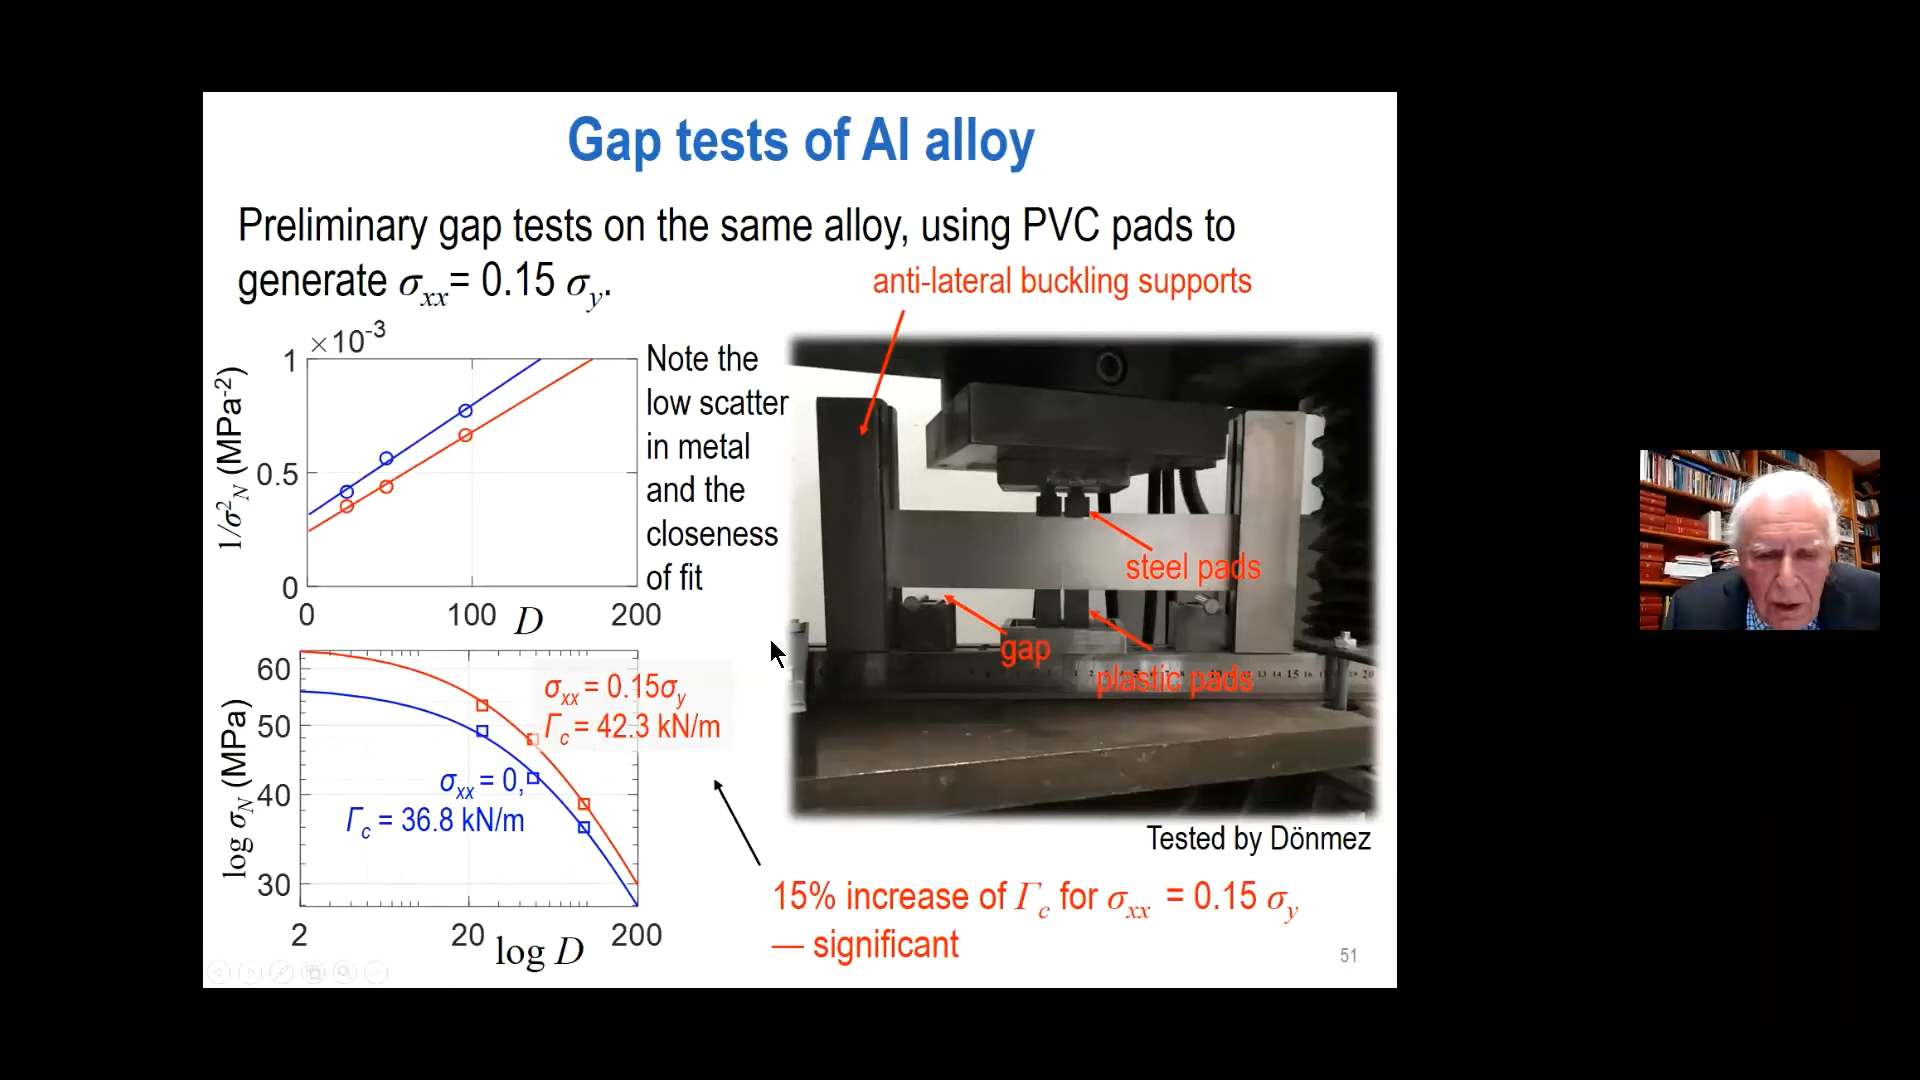 Gap tests of Al alloy
Preliminary gap tests on the same alloy, using PVC pads to
generate σxx= 0.15 σy.
anti-lateral buckling supports
×10-3
1
0.5
0
0
100
200
D
1/σ2N (MPa-2)
Note the
low scatter
in metal
and the
closeness
of fit
steel pads
gap
plastic pads
60
50
40
30
2
20
200
log D
log σN (MPa)
σxx = 0.15σy
Γc = 42.3 kN/m
σxx = 0,
Γc = 36.8 kN/m
Tested by Dönmez
15% increase of Γc for σxx = 0.15 σy
— significant
51